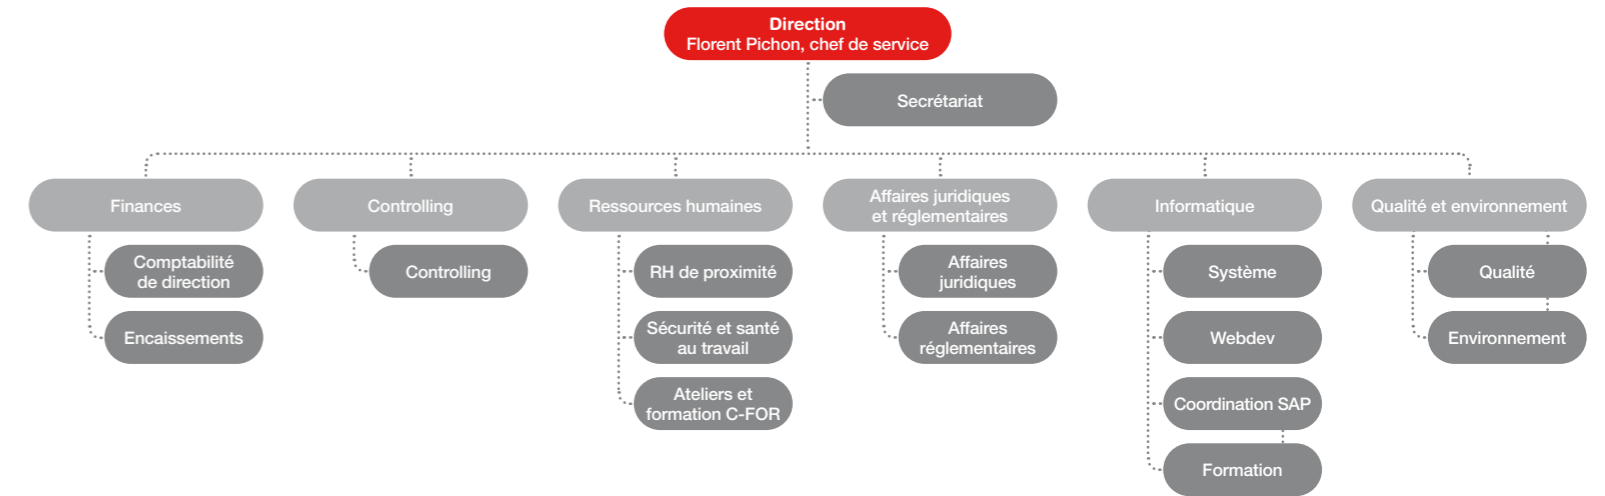 Direction
Florent Pichon, chef de service
Secrétariat
Finances
Comptabilité
de direction
Encaissements
Controlling
Controlling
Ressources humaines
RH de proximité
Sécurité et santé
au travail
Ateliers et
formation C-FOR
Affaires juridiques
et réglementaires
Affaires
juridiques
Affaires
réglementaires
Informatique
Système
Webdev
Coordination SAP
Formation
Qualité et environnement
Qualité
Environnement